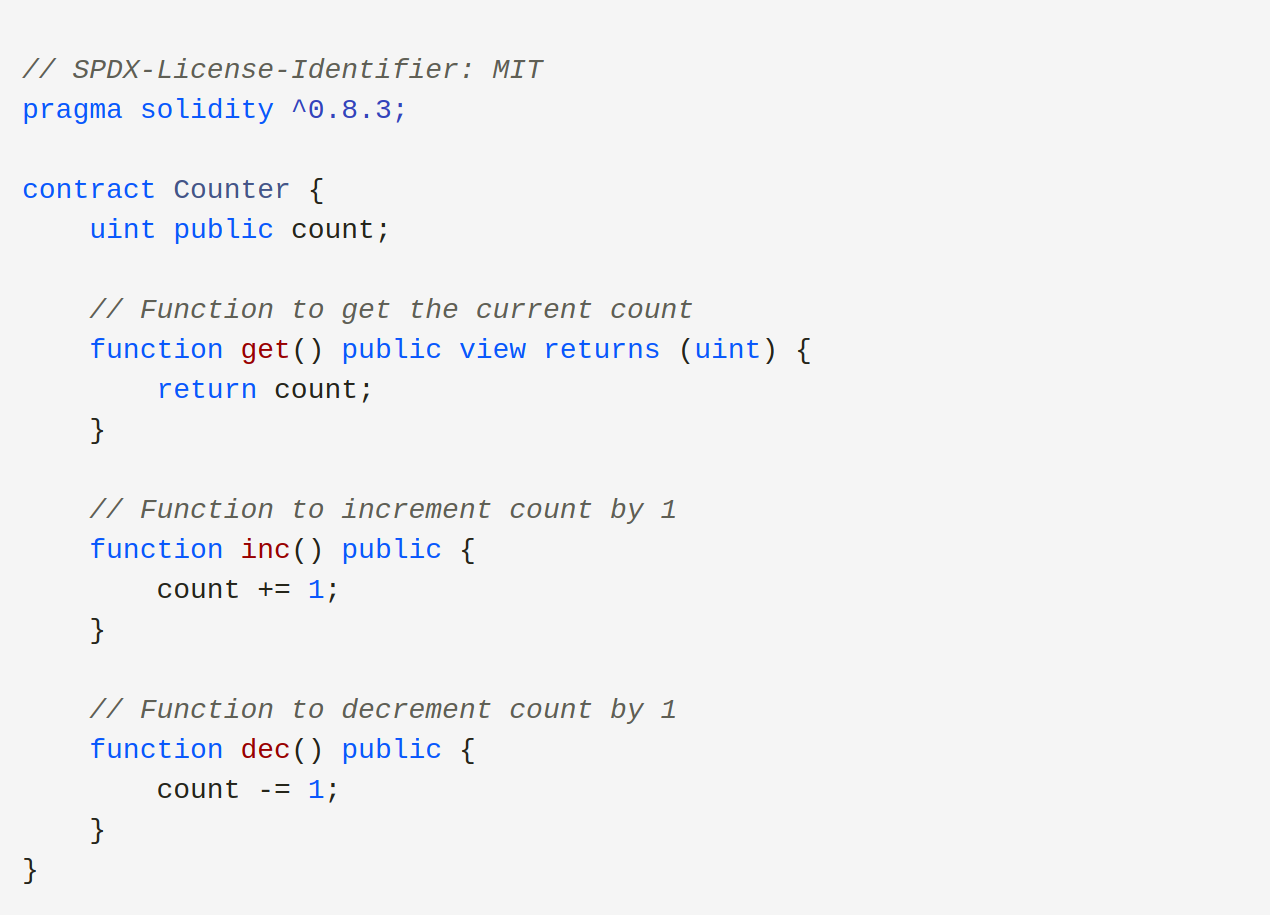 // SPDX-License-Identifier: MIT
pragma solidity ^0.8.3;

contract Counter {
    uint public count;

    // Function to get the current count
    function get() public view returns (uint) {
        return count;
    }

    // Function to increment count by 1
    function inc() public {
        count += 1;
    }

    // Function to decrement count by 1
    function dec() public {
        count -= 1;
    }
}